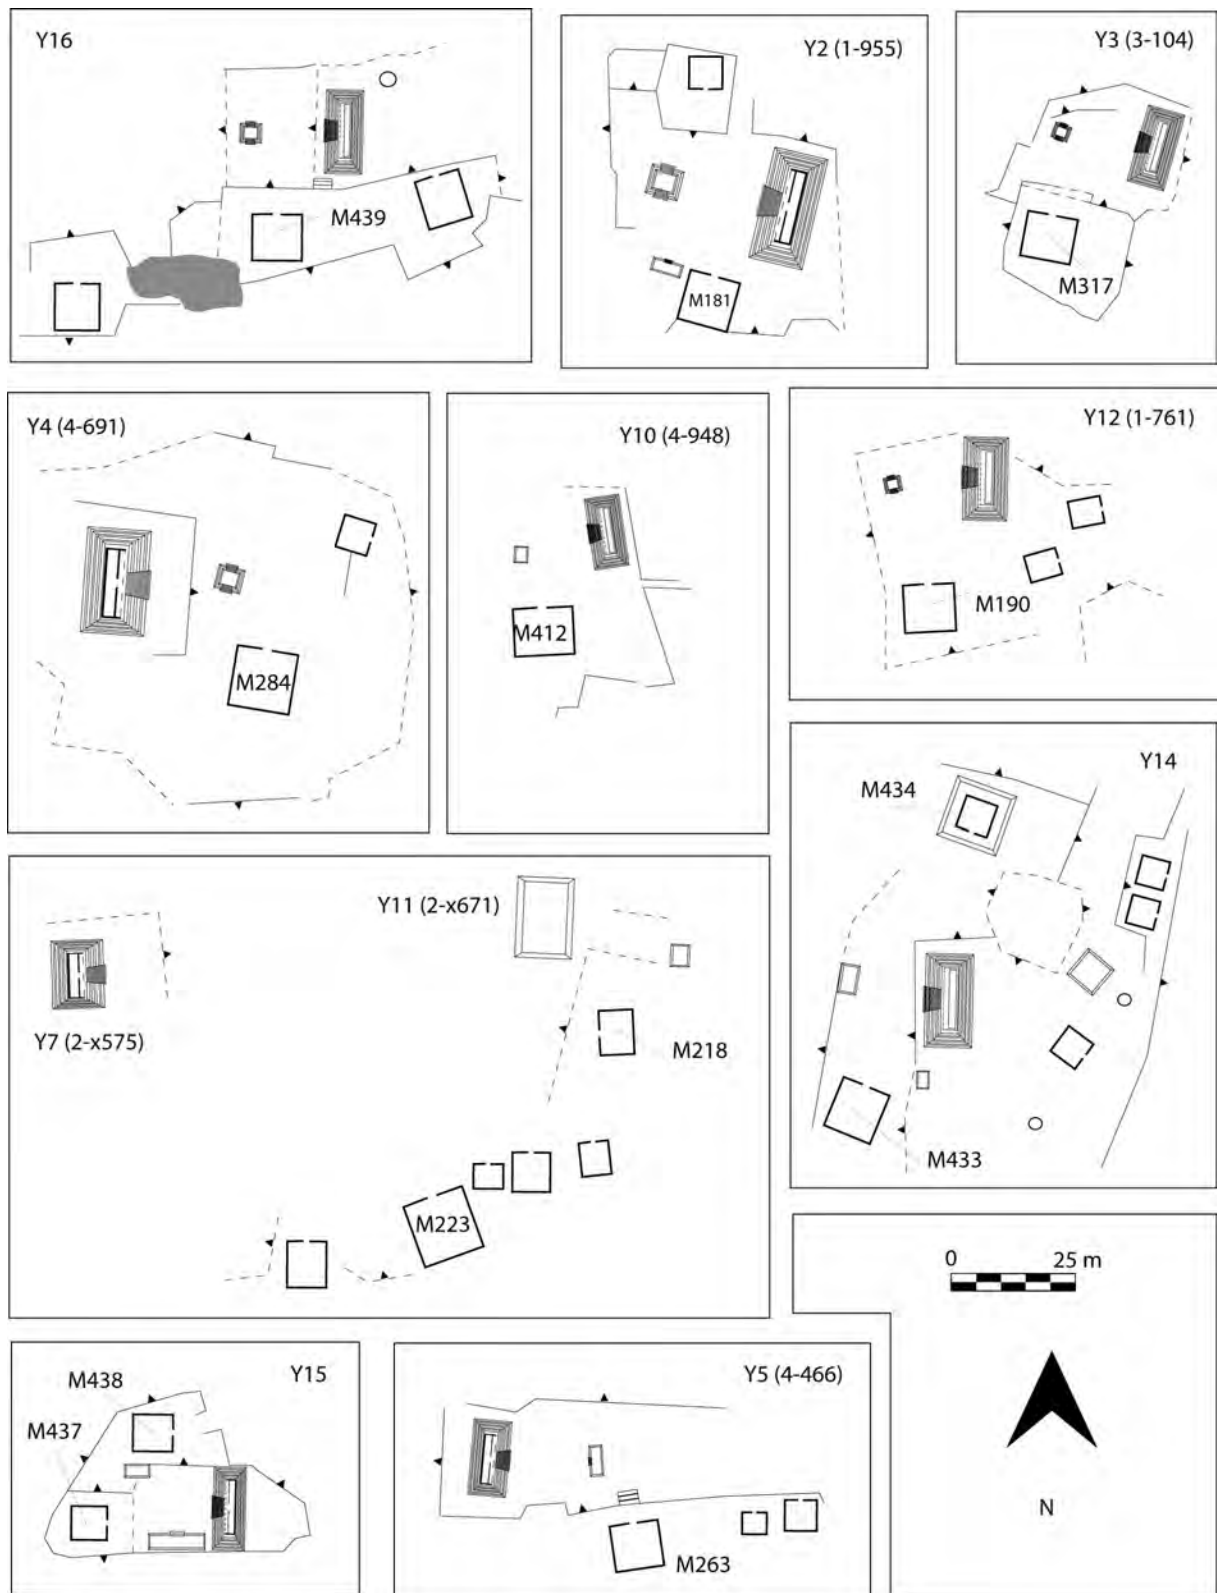 Y16
M439
Y2 (1-955)
M181
Y3 (3-104)
M317
Y4 (4-691)
M284
Y10 (4-948)
M412
Y12 (1-761)
M190
Y14
M434
M433
Y11 (2-x671)
Y7 (2-x575)
M218
M223
0 25 m
N
Y15
M438
M437
Y5 (4-466)
M263